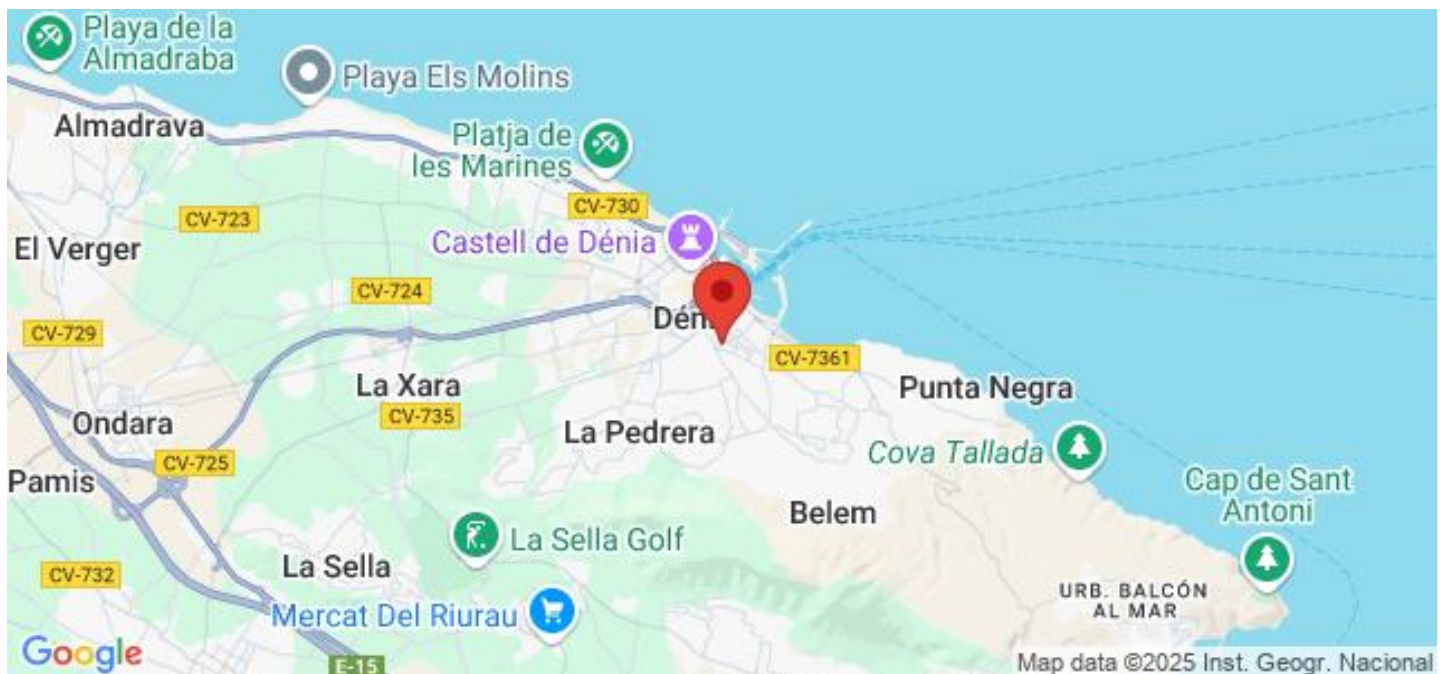 Playa de la
Almadraba
Playa Els Molins
Almadrava
Platja de
les Marines
CV-723
CV-730
El Verger
Castell de Dénia
CV-724
CV-729
CV-7361
La Xara
Punta Negra
CV-735
Ondara
La Pedrera
Cova Tallada
CV-725
Pamis
Cap de Sant
Antoni
Belem
La Sella Golf
La Sella
CV-732
URB. BALCÓN
AL MAR
Mercat Del Riurau
Google
E-15
Map data ©2025 Inst. Geogr. Nacional